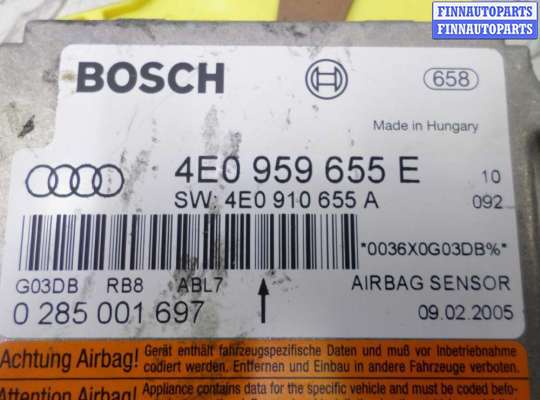 FINNAUTOPARTS
FINNAUTOPARTS
BOSCH
658
Made in Hungary
4E0 959 655 E
10
SW: 4E0 910 655 A
092
*0036X0G03DB%*
G03DB RB8 ABL7
AIRBAG SENSOR
0 285 001 697
09.02.2005
Achtung Airbag! Gerät enthält fahrzeugspezifische Daten und muß vor Inbetriebnahme
codiert werden. Entfernen und Einbau in andere Fahrzeuge verboten.
Attention Airbag! Appliance contains data for the specific vehicle and must be coded befo-